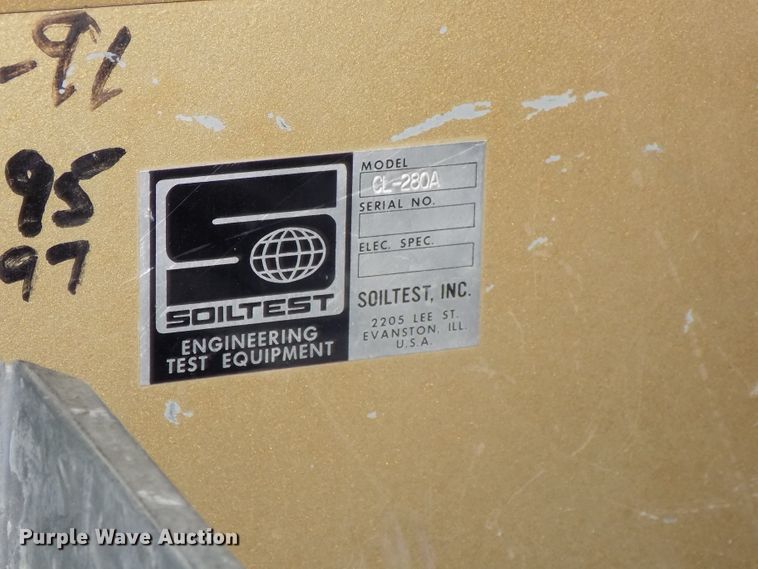 -91
95
97
MODEL
CL-280A
SERIAL NO.
ELEC. SPEC.
SOILTEST
ENGINEERING
TEST EQUIPMENT
SOILTEST, INC.
2205 LEE ST.
EVANSTON, ILL.
U.S.A.
Purple Wave Auction